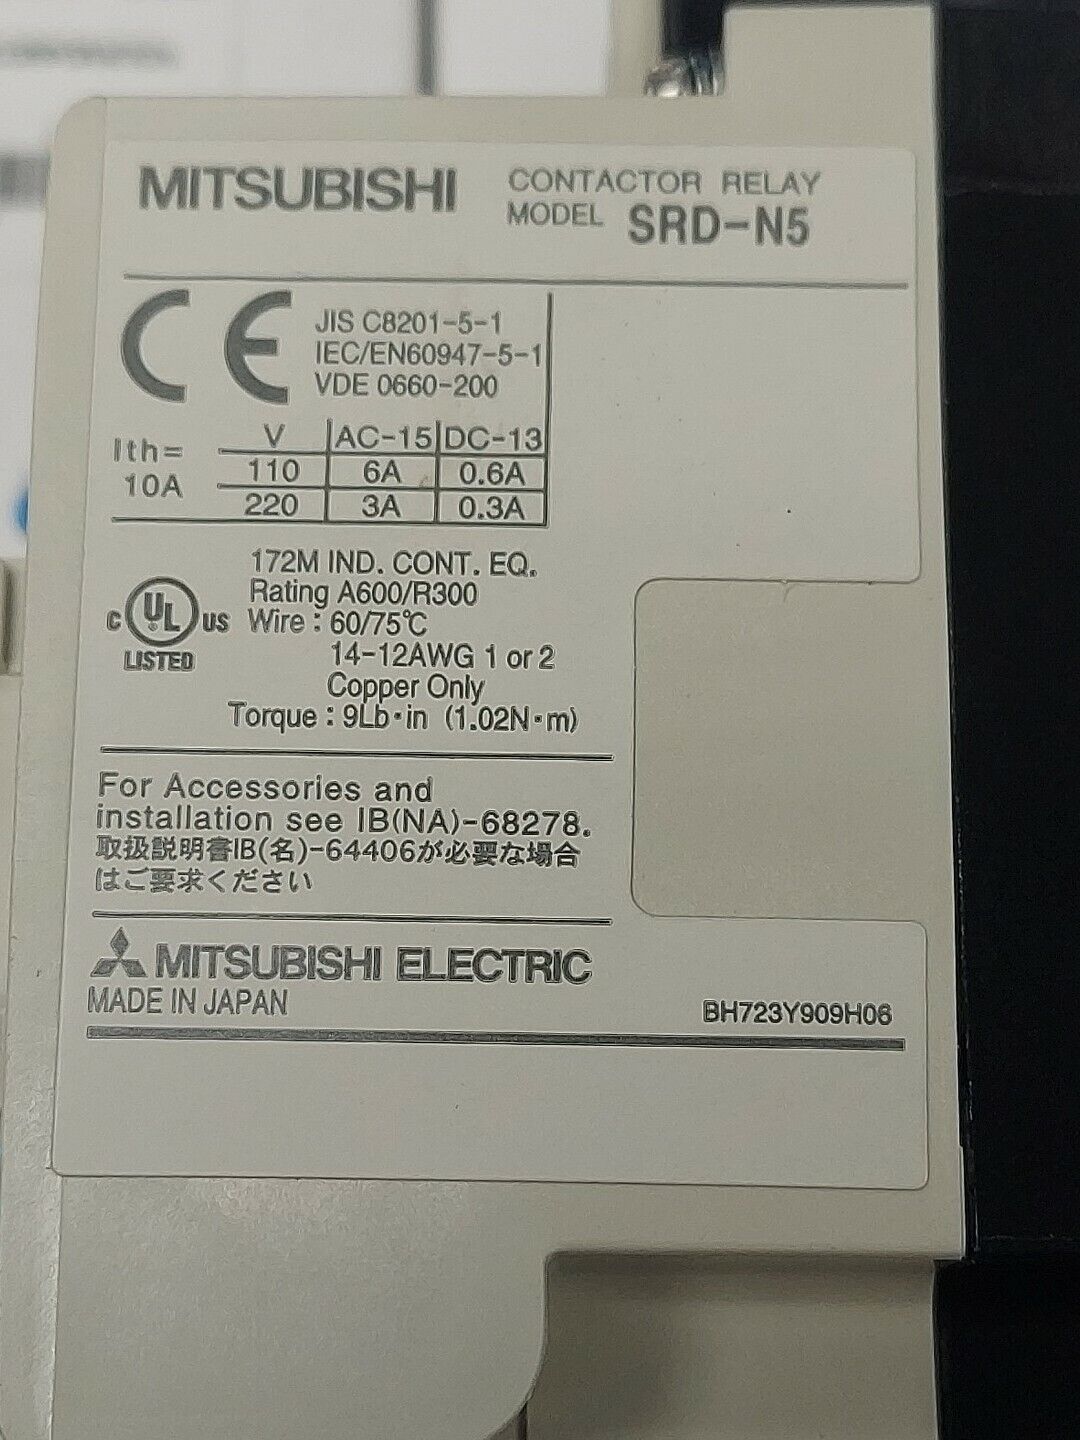 MITSUBISHI CONTACTOR RELAY
MODEL SRD-N5
CE JIS C8201-5-1
IEC/EN60947-5-1
VDE 0660-200
Ith= V AC-15 DC-13
10A 110 6A 0.6A
220 3A 0.3A
172M IND. CONT. EQ.
Rating A600/R300
C UL US Wire : 60/75℃
LISTED 14-12AWG 1 or 2
Copper Only
Torque : 9Lb・in (1.02N・m)
For Accessories and
installation see IB(NA)-68278.
取扱説明書IB(名)-64406が必要な場合
はご要求ください
MITSUBISHI ELECTRIC
MADE IN JAPAN BH723Y909H06